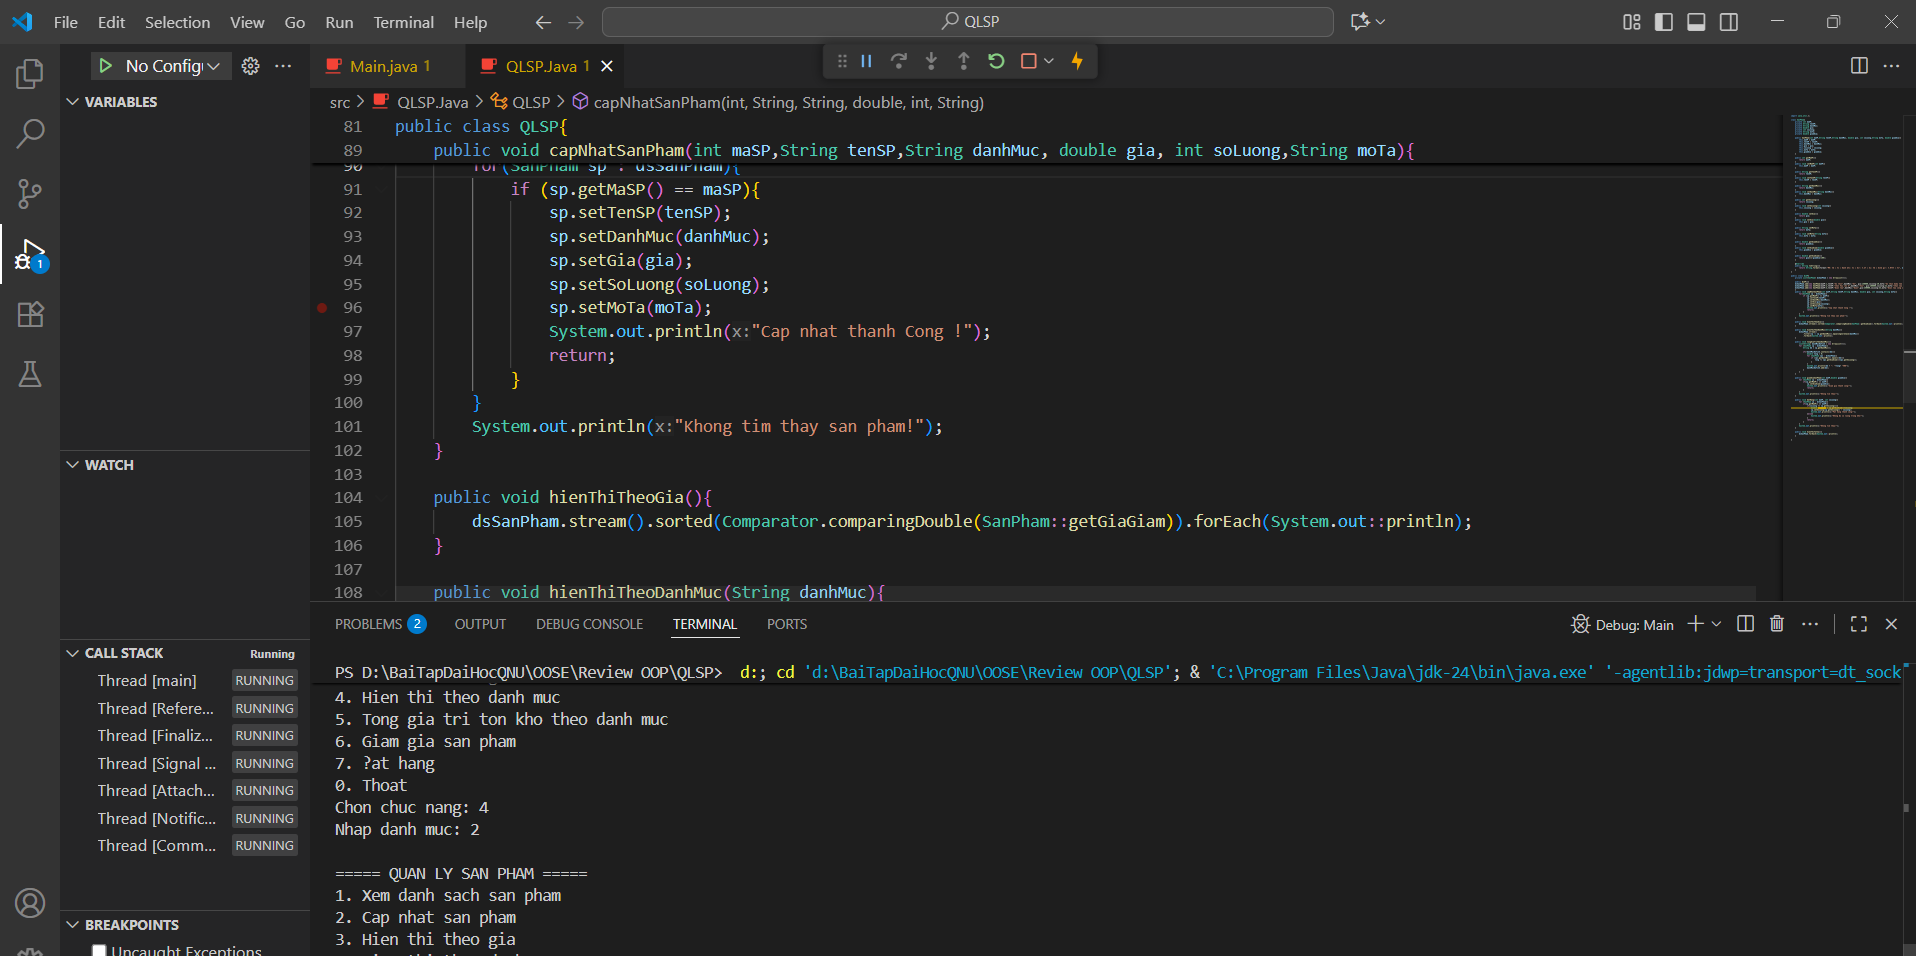 File Edit Selection View Go Run Terminal Help
QLSP
No Config
Main.java 1
QLSP.Java 1
src > QLSP.Java > QLSP > capNhatSanPham(int, String, String, double, int, String)
VARIABLES
WATCH
CALL STACK Running
Thread [main] RUNNING
Thread [Refere... RUNNING
Thread [Finaliz... RUNNING
Thread [Signal ... RUNNING
Thread [Attach... RUNNING
Thread [Notific... RUNNING
Thread [Comm... RUNNING
BREAKPOINTS
Uncaught Exceptions
1
81 public class QLSP{
89 public void capNhatSanPham(int maSP,String tenSP,String danhMuc, double gia, int soLuong,String moTa){
90 for(SanPham sp : dsSanPham){
91 if (sp.getMaSP() == maSP){
92 sp.setTenSP(tenSP);
93 sp.setDanhMuc(danhMuc);
94 sp.setGia(gia);
95 sp.setSoLuong(soLuong);
96 sp.setMoTa(moTa);
97 System.out.println(x:"Cap nhat thanh Cong !");
98 return;
99 }
100 }
101 System.out.println(x:"Khong tim thay san pham!");
102 }
103
104 public void hienThiTheoGia(){
105 dsSanPham.stream().sorted(Comparator.comparingDouble(SanPham::getGiaGiam)).forEach(System.out::println);
106 }
107
108 public void hienThiTheoDanhMuc(String danhMuc){
PROBLEMS 2 OUTPUT DEBUG CONSOLE TERMINAL PORTS
Debug: Main
PS D:\BaiTapDaiHocQNU\OOSE\Review OOP\QLSP> d:; cd 'd:\BaiTapDaiHocQNU\OOSE\Review OOP\QLSP'; & 'C:\Program Files\Java\jdk-24\bin\java.exe' '-agentlib:jdwp=transport=dt_sock
4. Hien thi theo danh muc
5. Tong gia tri ton kho theo danh muc
6. Giam gia san pham
7. ?at hang
0. Thoat
Chon chuc nang: 4
Nhap danh muc: 2
===== QUAN LY SAN PHAM =====
1. Xem danh sach san pham
2. Cap nhat san pham
3. Hien thi theo gia